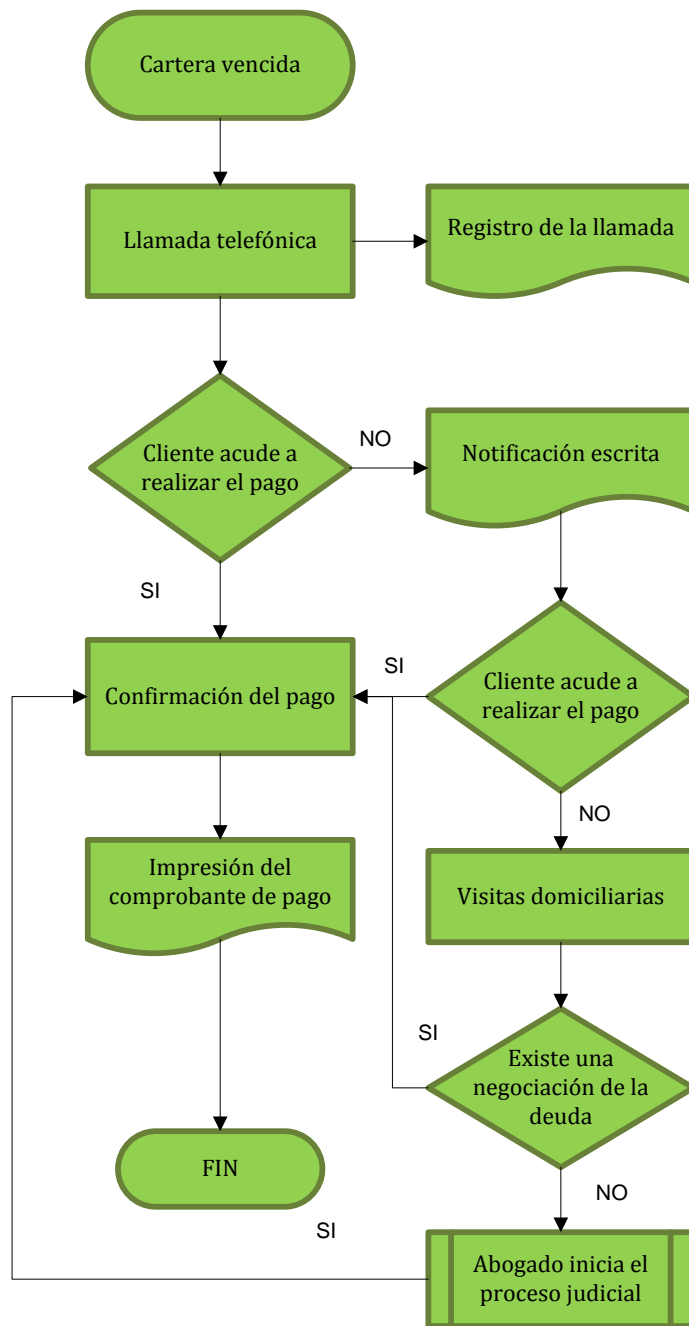 Cartera vencida
Llamada telefónica
Registro de la llamada
Cliente acude a
realizar el pago
NO
Notificación escrita
SI
Confirmación del pago
SI
Cliente acude a
realizar el pago
NO
Impresión del
comprobante de pago
Visitas domiciliarias
SI
Existe una
negociación de la
deuda
FIN
NO
SI
Abogado inicia el
proceso judicial